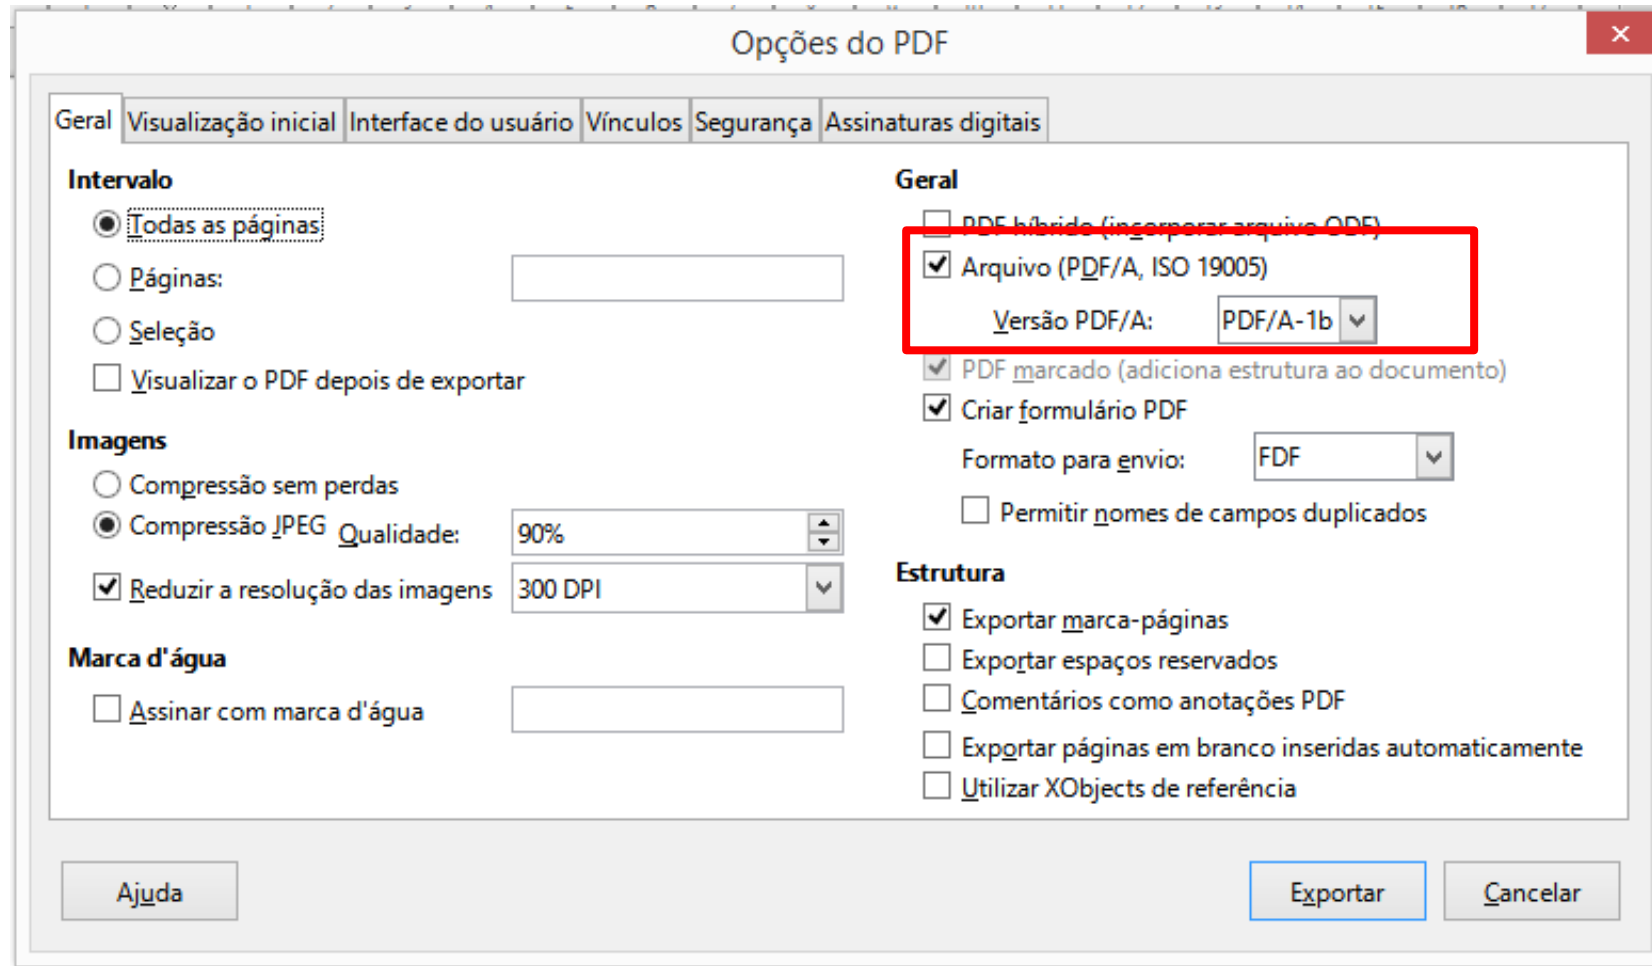 Opções do PDF
Geral Visualização inicial Interface do usuário Vínculos Segurança Assinaturas digitais
Intervalo
Todas as páginas
Páginas:
Seleção
Visualizar o PDF depois de exportar
Imagens
Compressão sem perdas
Compressão JPEG Qualidade: 90%
Reduzir a resolução das imagens 300 DPI
Marca d'água
Assinar com marca d'água
Geral
PDF híbrido (incorporar arquivo ODF)
Arquivo (PDF/A, ISO 19005)
Versão PDF/A: PDF/A-1b
PDF marcado (adiciona estrutura ao documento)
Criar formulário PDF
Formato para envio: FDF
Permitir nomes de campos duplicados
Estrutura
Exportar marca-páginas
Exportar espaços reservados
Comentários como anotações PDF
Exportar páginas em branco inseridas automaticamente
Utilizar XObjects de referência
Ajuda Exportar Cancelar